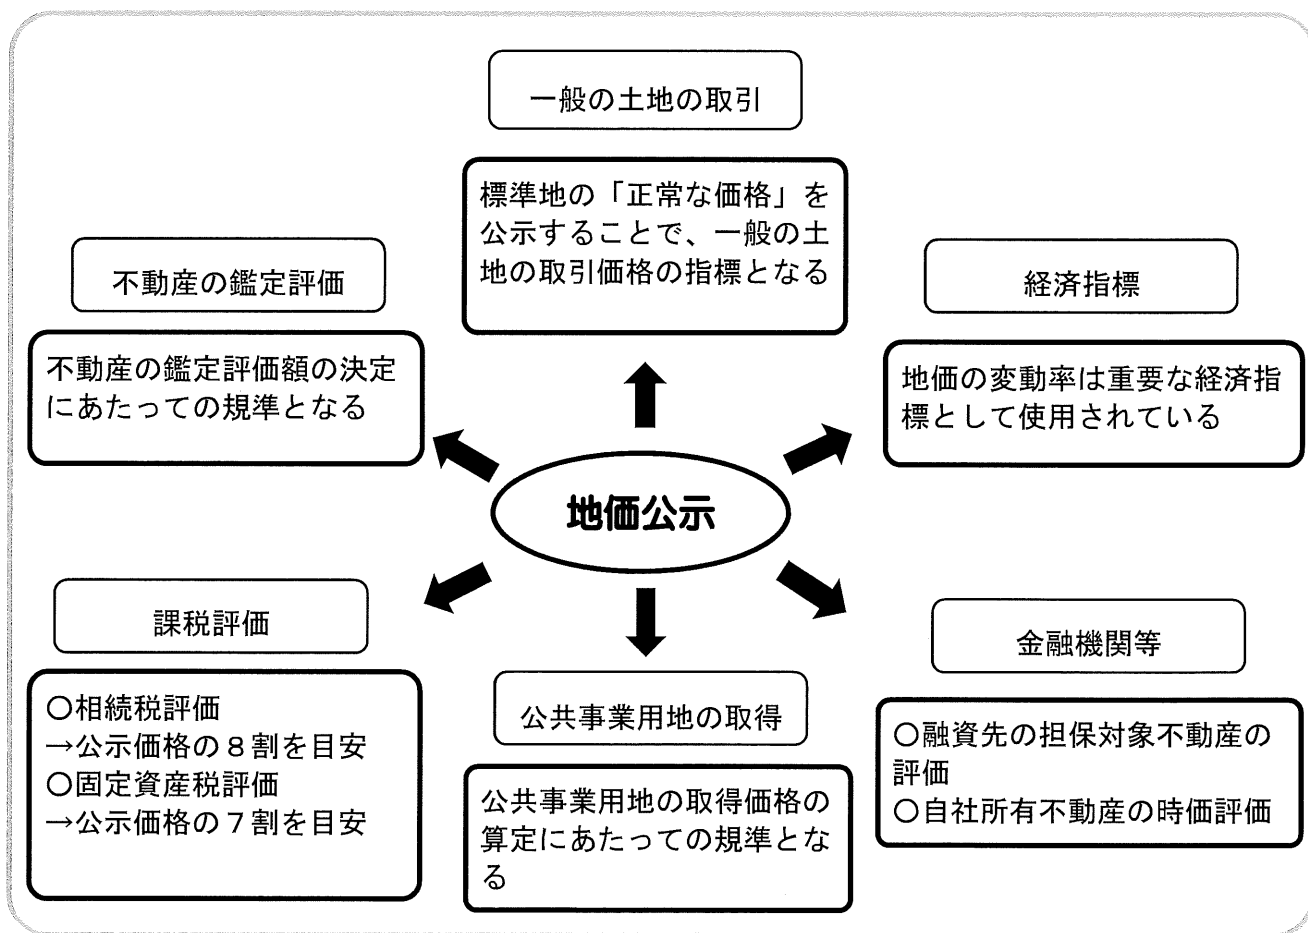 一般の土地の取引
標準地の「正常な価格」を
公示することで、一般の土
地の取引価格の指標となる
不動産の鑑定評価
不動産の鑑定評価額の決定
にあたっての規準となる
経済指標
地価の変動率は重要な経済指
標として使用されている
地価公示
課税評価
○相続税評価
→公示価格の８割を目安
○固定資産税評価
→公示価格の７割を目安
公共事業用地の取得
公共事業用地の取得価格の
算定にあたっての規準とな
る
金融機関等
○融資先の担保対象不動産の
評価
○自社所有不動産の時価評価